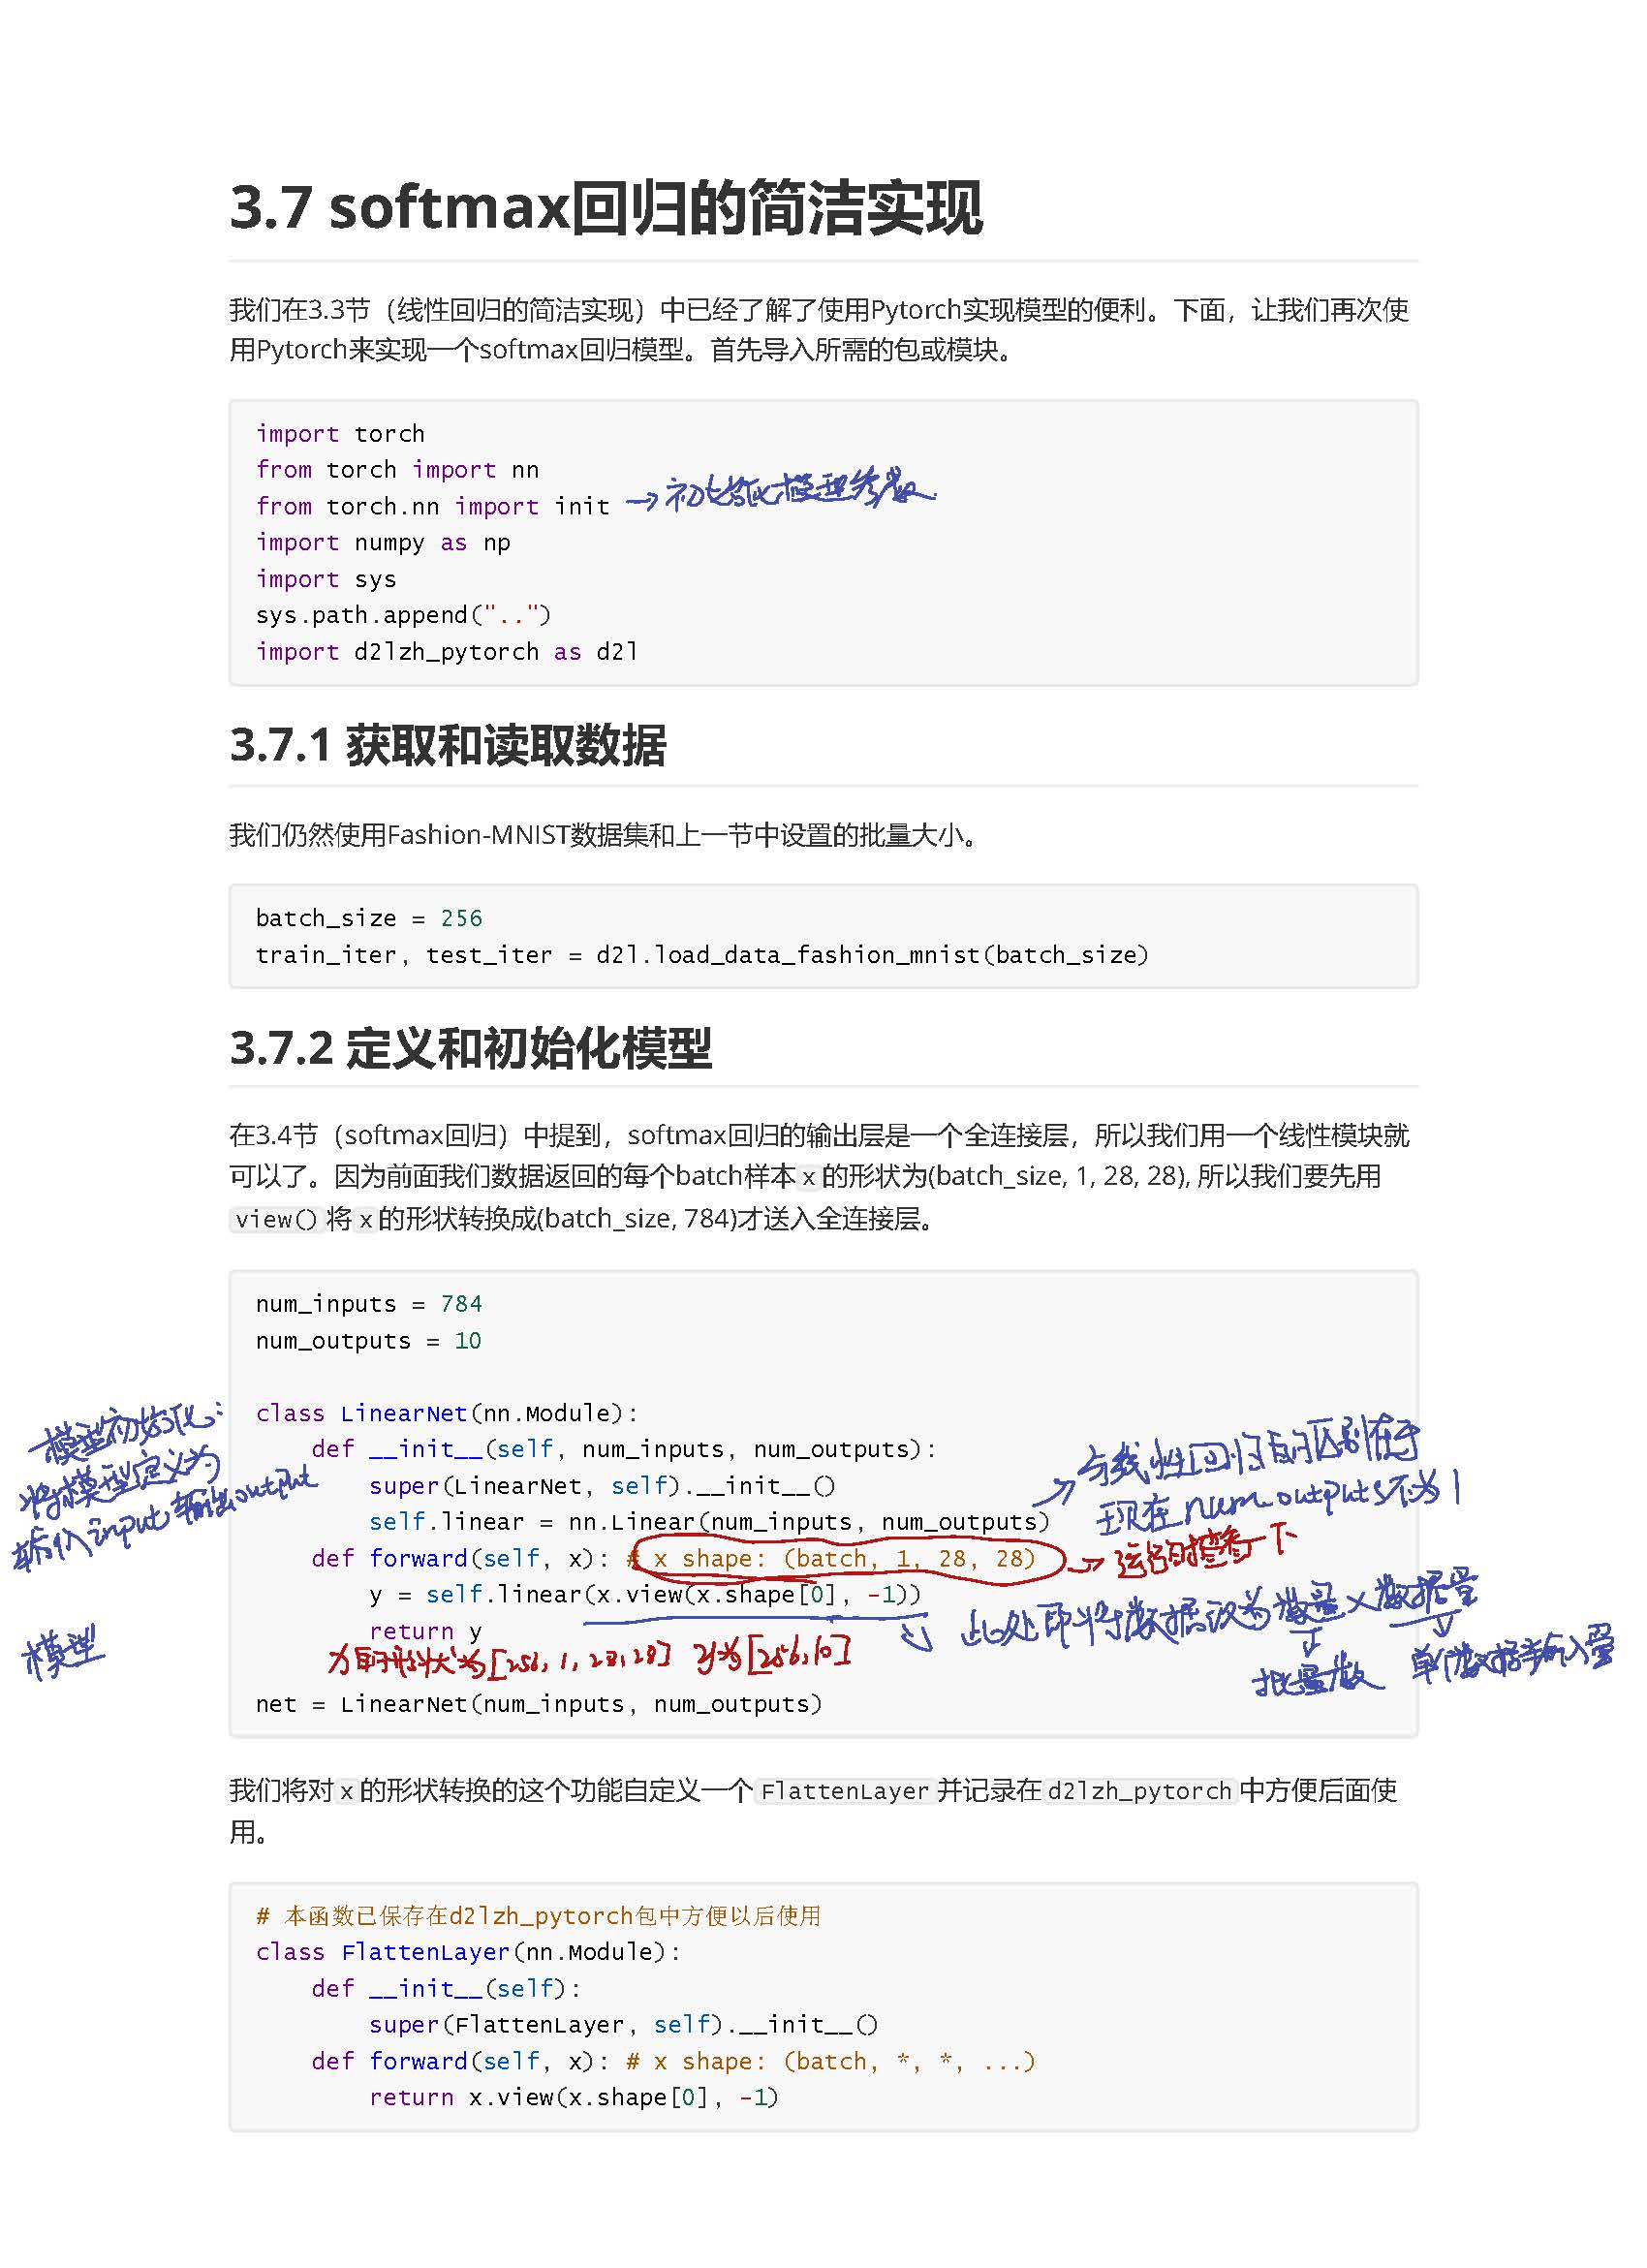 3.7 softmax回归的简洁实现
我们在3.3节（线性回归的简洁实现）中已经了解了使用Pytorch实现模型的便利。下面，让我们再次使
用Pytorch来实现一个softmax回归模型。首先导入所需的包或模块。
import torch
from torch import nn
from torch.nn import init →初始化模型参数.
import numpy as np
import sys
sys.path.append("..")
import d2lzh_pytorch as d2l
3.7.1 获取和读取数据
我们仍然使用Fashion-MNIST数据集和上一节中设置的批量大小。
batch_size = 256
train_iter, test_iter = d2l.load_data_fashion_mnist(batch_size)
3.7.2 定义和初始化模型
在3.4节（softmax回归）中提到，softmax回归的输出层是一个全连接层，所以我们用一个线性模块就
可以了。因为前面我们数据返回的每个batch样本 x 的形状为(batch_size, 1, 28, 28), 所以我们要先用
view() 将 x 的形状转换成(batch_size, 784)才送入全连接层。
num_inputs = 784
num_outputs = 10
class LinearNet(nn.Module):
def __init__(self, num_inputs, num_outputs):
super(LinearNet, self).__init__()
self.linear = nn.Linear(num_inputs, num_outputs)
def forward(self, x): # x shape: (batch, 1, 28, 28)
y = self.linear(x.view(x.shape[0], -1))
return y
net = LinearNet(num_inputs, num_outputs)
模型初始化:
将模型定义为
输入input,输出output
模型
→与线性回归的区别在于
现在num_outputs不为1
→运行时查看一下
此处即将数据改为批量×数据量
批量数
单个数据输入量
形状为[256,1,28,28] y为[256,10]
我们将对 x 的形状转换的这个功能自定义一个 FlattenLayer 并记录在 d2lzh_pytorch 中方便后面使
用。
# 本函数已保存在d2lzh_pytorch包中方便以后使用
class FlattenLayer(nn.Module):
def __init__(self):
super(FlattenLayer, self).__init__()
def forward(self, x): # x shape: (batch, *, *, ...)
return x.view(x.shape[0], -1)